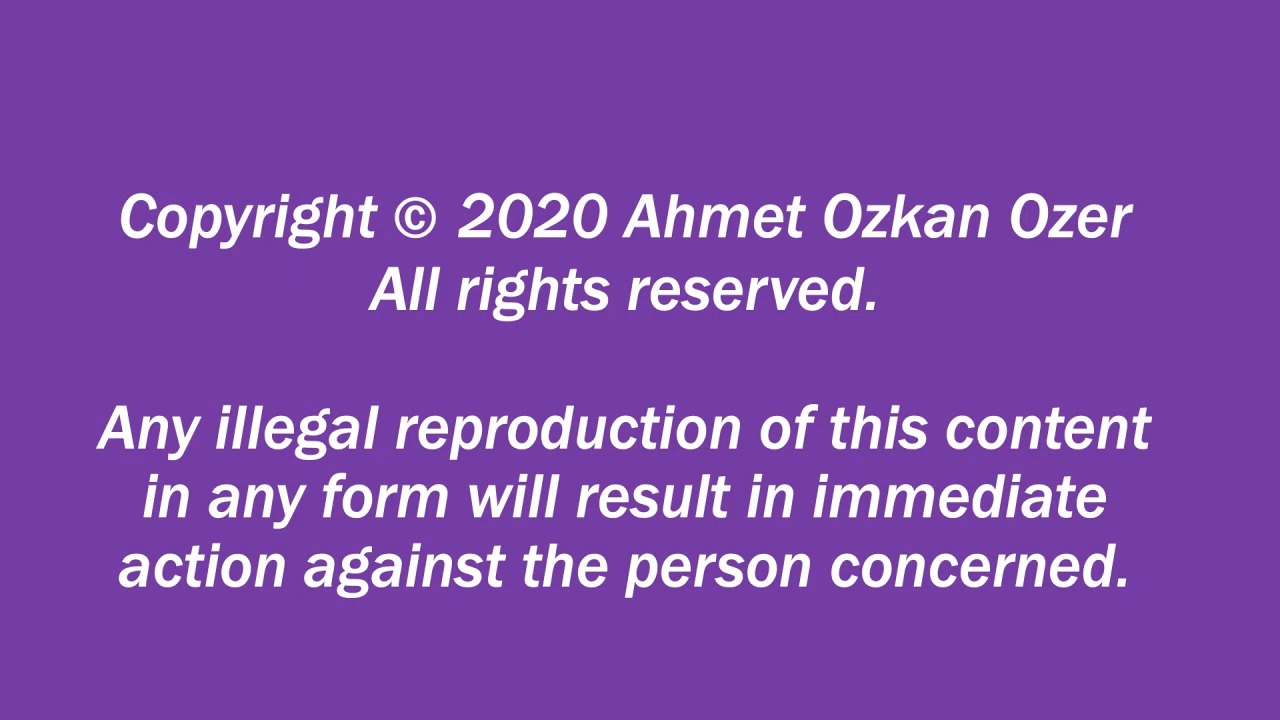 Copyright © 2020 Ahmet Ozkan Ozer
All rights reserved.
Any illegal reproduction of this content
in any form will result in immediate
action against the person concerned.